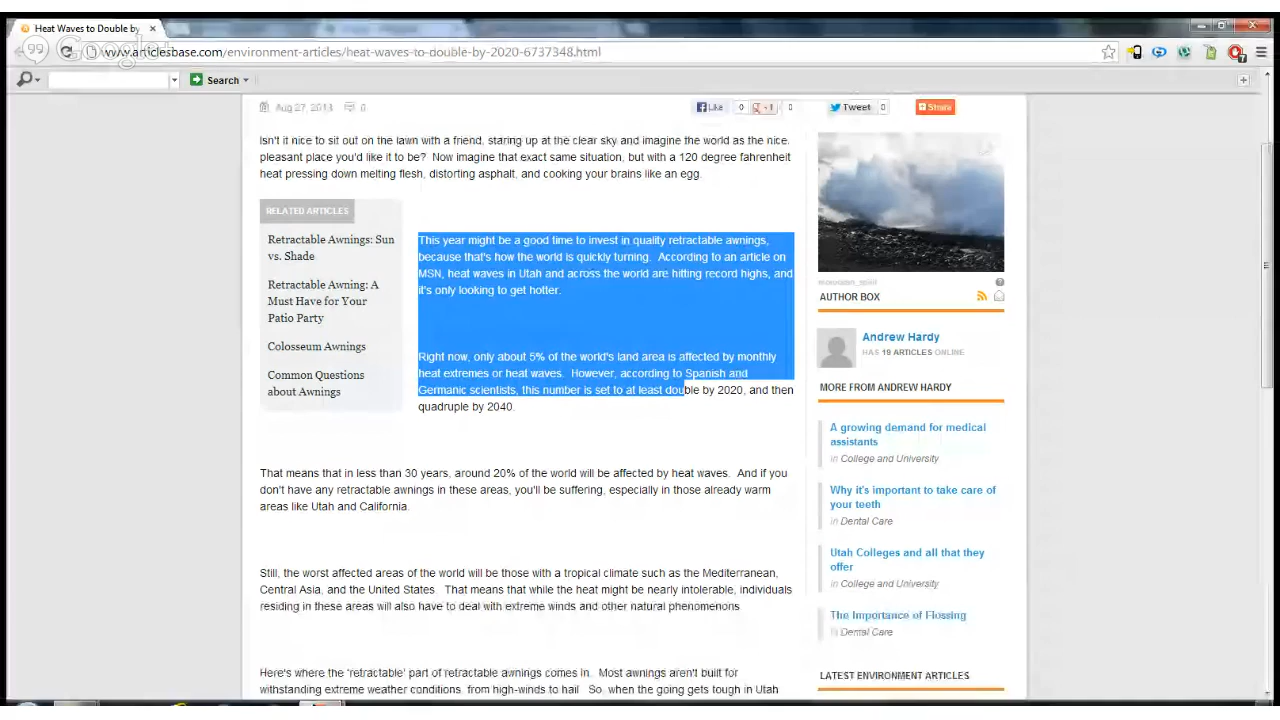 Heat Waves to Double by
99 Google+
www.articlesbase.com/environment-articles/heat-waves-to-double-by-2020-6737348.html
7
Search
Aug 27, 2013 0
Like 0 +1 0 Tweet 0 Share
Isn't it nice to sit out on the lawn with a friend, staring up at the clear sky and imagine the world as the nice,
pleasant place you'd like it to be? Now imagine that exact same situation, but with a 120 degree fahrenheit
heat pressing down melting flesh, distorting asphalt, and cooking your brains like an egg.
RELATED ARTICLES
Retractable Awnings: Sun
vs. Shade
Retractable Awning: A
Must Have for Your
Patio Party
Colosseum Awnings
Common Questions
about Awnings
This year might be a good time to invest in quality retractable awnings,
because that's how the world is quickly turning. According to an article on
MSN, heat waves in Utah and across the world are hitting record highs, and
it's only looking to get hotter.
Right now, only about 5% of the world's land area is affected by monthly
heat extremes or heat waves. However, according to Spanish and
Germanic scientists, this number is set to at least double by 2020, and then
quadruple by 2040.
That means that in less than 30 years, around 20% of the world will be affected by heat waves. And if you
don't have any retractable awnings in these areas, you'll be suffering, especially in those already warm
areas like Utah and California.
Still, the worst affected areas of the world will be those with a tropical climate such as the Mediterranean,
Central Asia, and the United States. That means that while the heat might be nearly intolerable, individuals
residing in these areas will also have to deal with extreme winds and other natural phenomenons
Here's where the 'retractable' part of retractable awnings comes in. Most awnings aren't built for
withstanding extreme weather conditions from high-winds to hail So, when the going gets tough in Utah
AUTHOR BOX
Andrew Hardy
HAS 19 ARTICLES ONLINE
MORE FROM ANDREW HARDY
A growing demand for medical
assistants
in College and University
Why it's important to take care of
your teeth
in Dental Care
Utah Colleges and all that they
offer
in College and University
The Importance of Flossing
in Dental Care
LATEST ENVIRONMENT ARTICLES